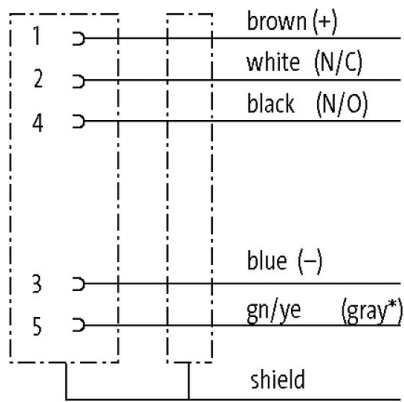 1 brown (+)
2 white (N/C)
4 black (N/O)
3 blue (–)
5 gn/ye (gray*)
shield